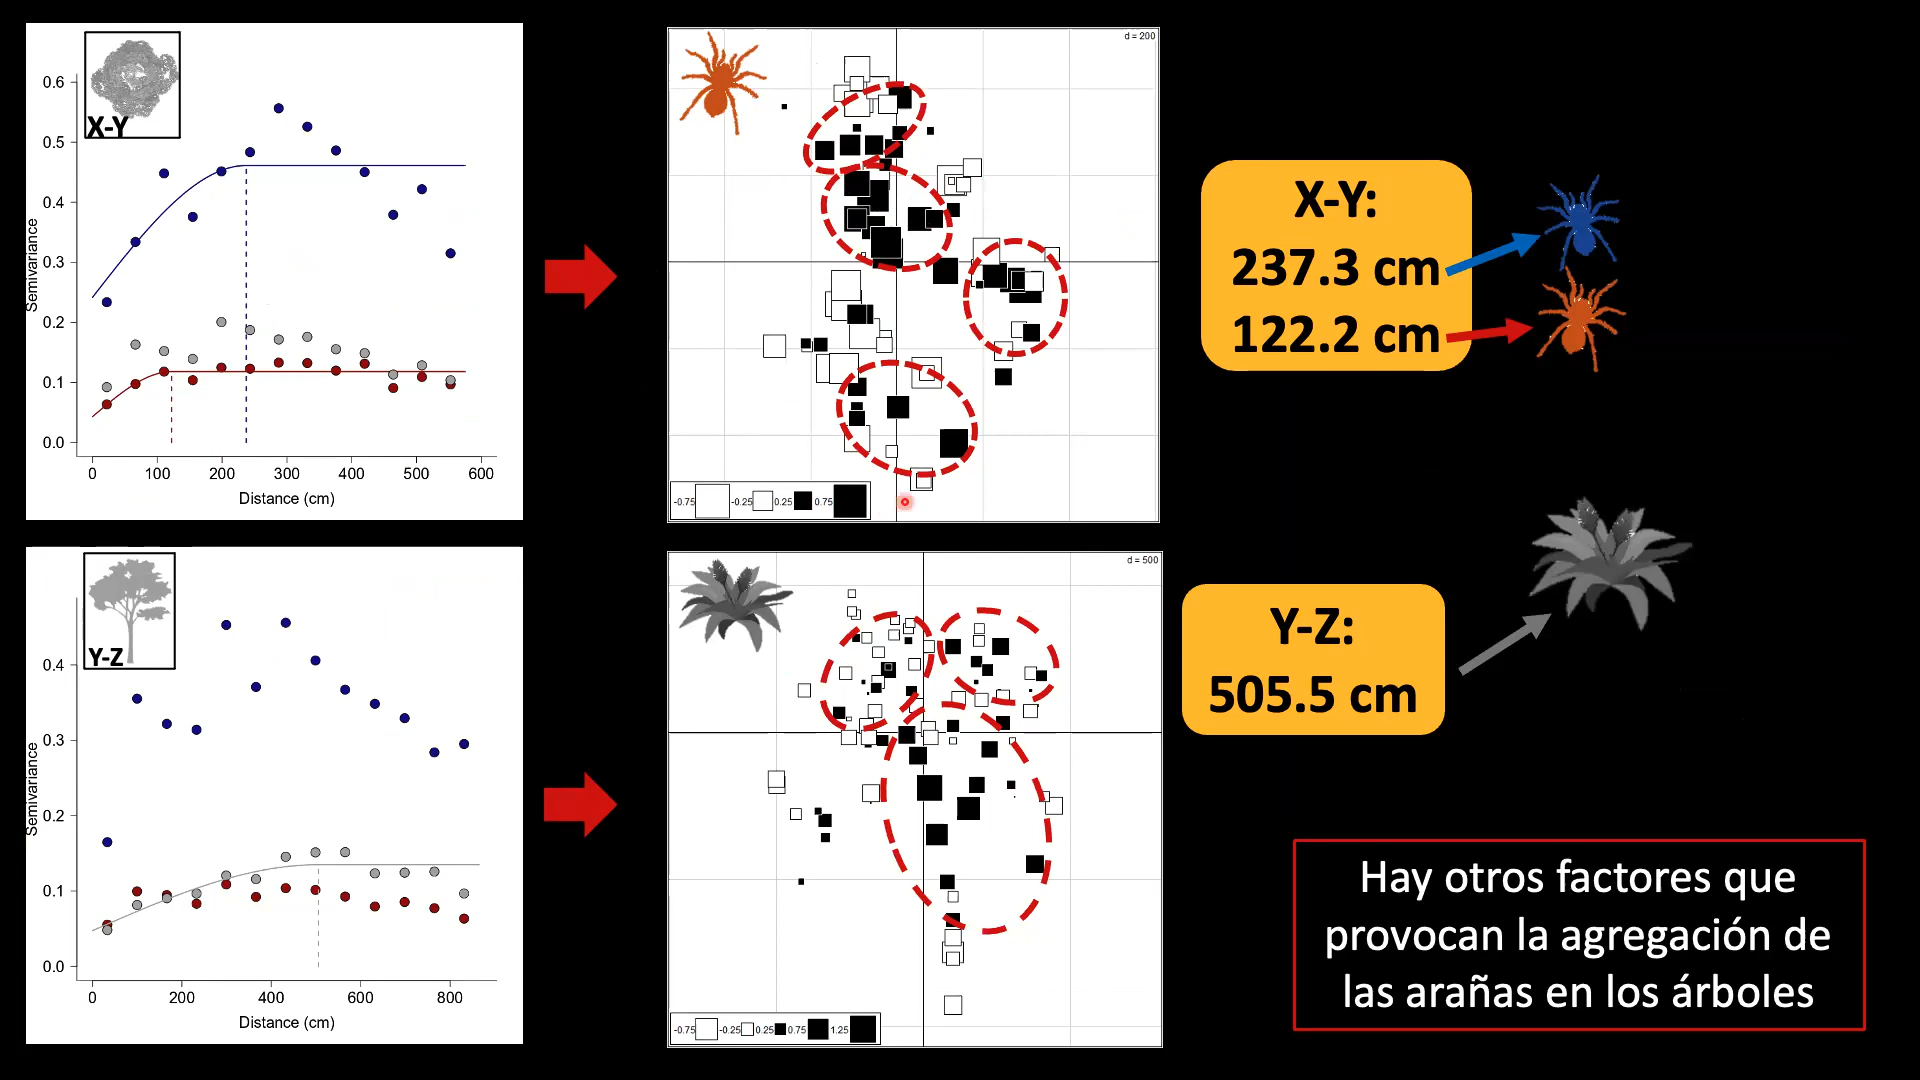 X-Y
Semivariance
0.6
0.5
0.4
0.3
0.2
0.1
0.0
0 100 200 300 400 500 600
Distance (cm)
d = 200
-0.75 -0.25 0.25 0.75
X-Y:
237.3 cm
122.2 cm
Y-Z
Semivariance
0.4
0.3
0.2
0.1
0.0
0 200 400 600 800
Distance (cm)
d = 500
-0.75 -0.25 0.25 0.75 1.25
Y-Z:
505.5 cm
Hay otros factores que
provocan la agregación de
las arañas en los árboles